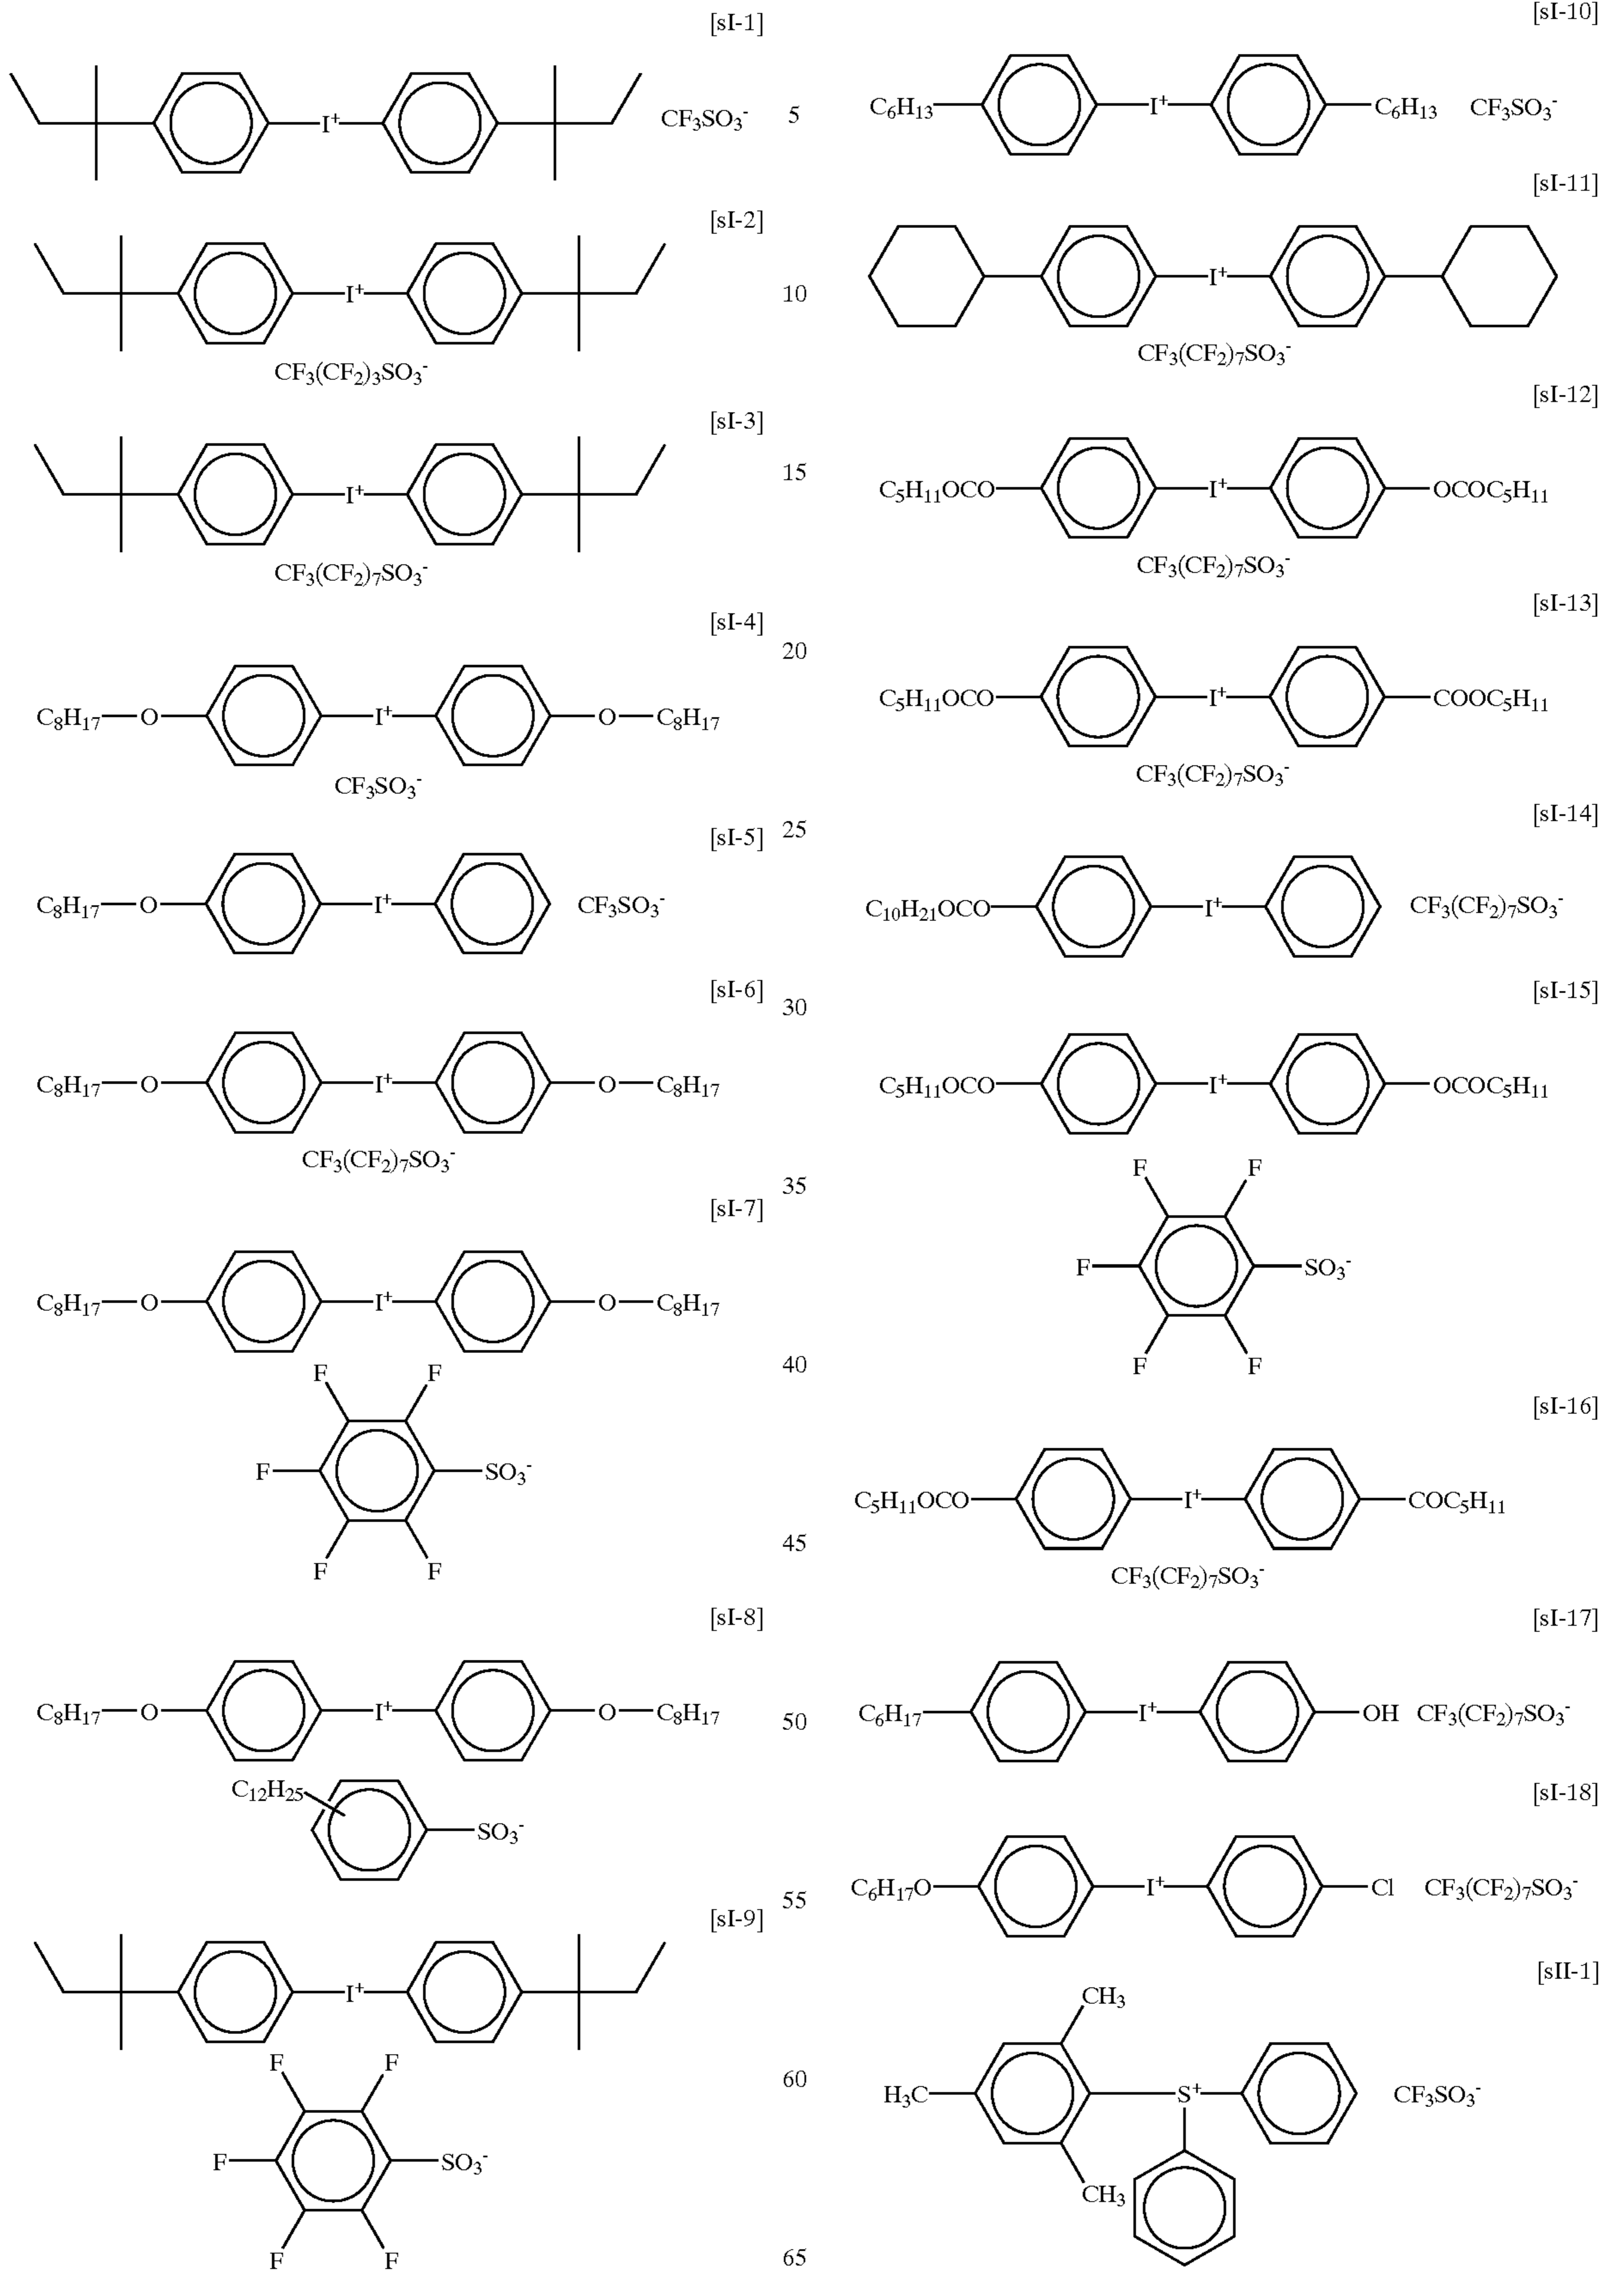 [sI-1]
I⁺ CF₃SO₃⁻
[sI-2]
I⁺
CF₃(CF₂)₃SO₃⁻
[sI-3]
I⁺
CF₃(CF₂)₇SO₃⁻
[sI-4]
C₈H₁₇ O I⁺ O C₈H₁₇
CF₃SO₃⁻
[sI-5]
C₈H₁₇ O I⁺ CF₃SO₃⁻
[sI-6]
C₈H₁₇ O I⁺ O C₈H₁₇
CF₃(CF₂)₇SO₃⁻
[sI-7]
C₈H₁₇ O I⁺ O C₈H₁₇
F F
F SO₃⁻
F F
[sI-8]
C₈H₁₇ O I⁺ O C₈H₁₇
C₁₂H₂₅
SO₃⁻
[sI-9]
I⁺
F F
F SO₃⁻
F F
5
10
15
20
25
30
35
40
45
50
55
60
65
[sI-10]
C₆H₁₃ I⁺ C₆H₁₃ CF₃SO₃⁻
[sI-11]
I⁺
CF₃(CF₂)₇SO₃⁻
[sI-12]
C₅H₁₁OCO I⁺ OCOC₅H₁₁
CF₃(CF₂)₇SO₃⁻
[sI-13]
C₅H₁₁OCO I⁺ COOC₅H₁₁
CF₃(CF₂)₇SO₃⁻
[sI-14]
C₁₀H₂₁OCO I⁺ CF₃(CF₂)₇SO₃⁻
[sI-15]
C₅H₁₁OCO I⁺ OCOC₅H₁₁
F F
F SO₃⁻
F F
[sI-16]
C₅H₁₁OCO I⁺ COC₅H₁₁
CF₃(CF₂)₇SO₃⁻
[sI-17]
C₆H₁₇ I⁺ OH CF₃(CF₂)₇SO₃⁻
[sI-18]
C₆H₁₇O I⁺ Cl CF₃(CF₂)₇SO₃⁻
[sII-1]
CH₃
H₃C S⁺ CF₃SO₃⁻
CH₃